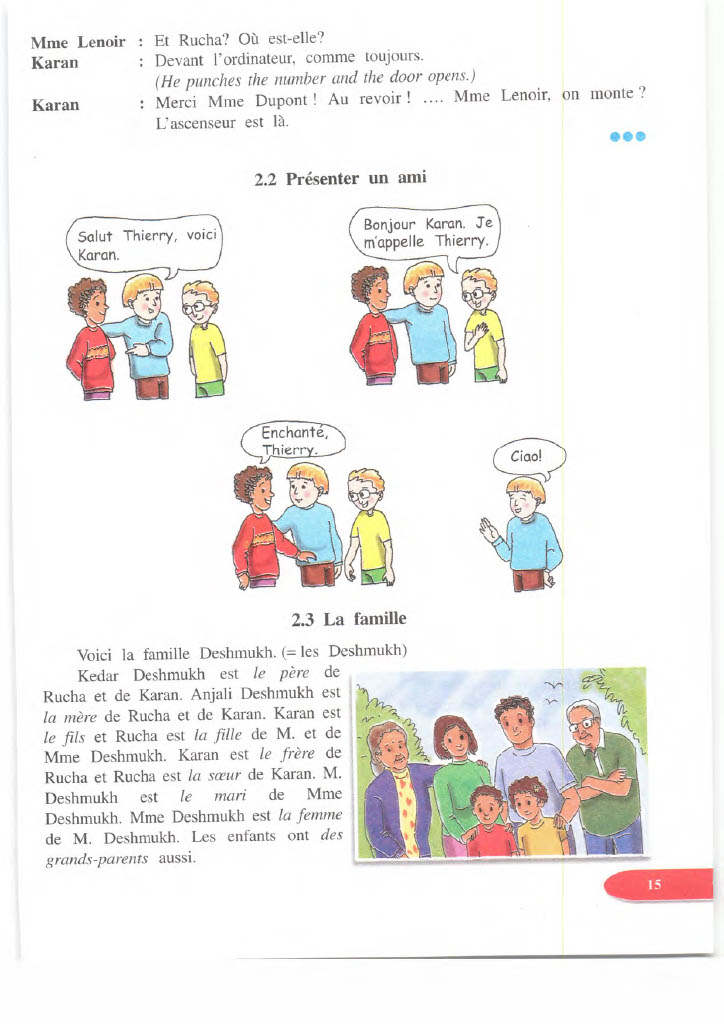 Mme Lenoir : Et Rucha? Où est-elle?
Karan : Devant l'ordinateur, comme toujours.
(He punches the number and the door opens.)
Karan : Merci Mme Dupont ! Au revoir ! .... Mme Lenoir, on monte ?
L'ascenseur est là.
2.2 Présenter un ami
Salut Thierry, voici
Karan.
Bonjour Karan. Je
m'appelle Thierry.
Enchanté,
Thierry.
Ciao!
2.3 La famille
Voici la famille Deshmukh. (= les Deshmukh)
Kedar Deshmukh est le père de
Rucha et de Karan. Anjali Deshmukh est
la mère de Rucha et de Karan. Karan est
le fils et Rucha est la fille de M. et de
Mme Deshmukh. Karan est le frère de
Rucha et Rucha est la sœur de Karan. M.
Deshmukh est le mari de Mme
Deshmukh. Mme Deshmukh est la femme
de M. Deshmukh. Les enfants ont des
grands-parents aussi.
15